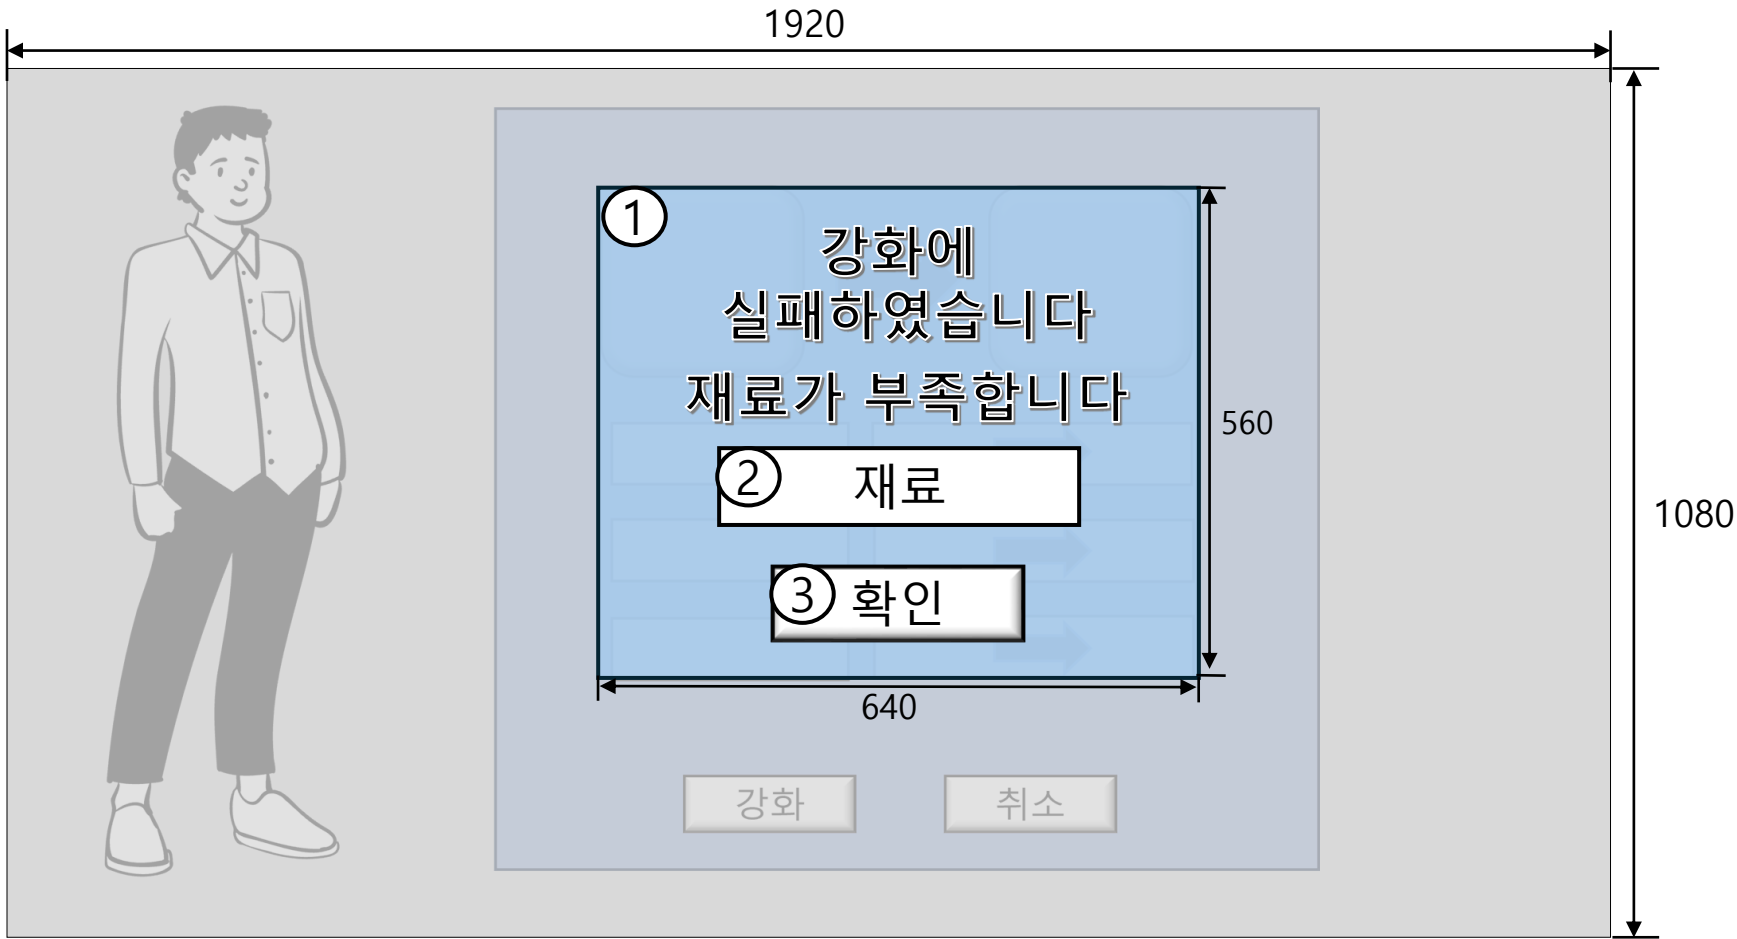 1920
①
강화에
실패하였습니다
재료가 부족합니다
560
② 재료
1080
③ 확인
640
강화 취소